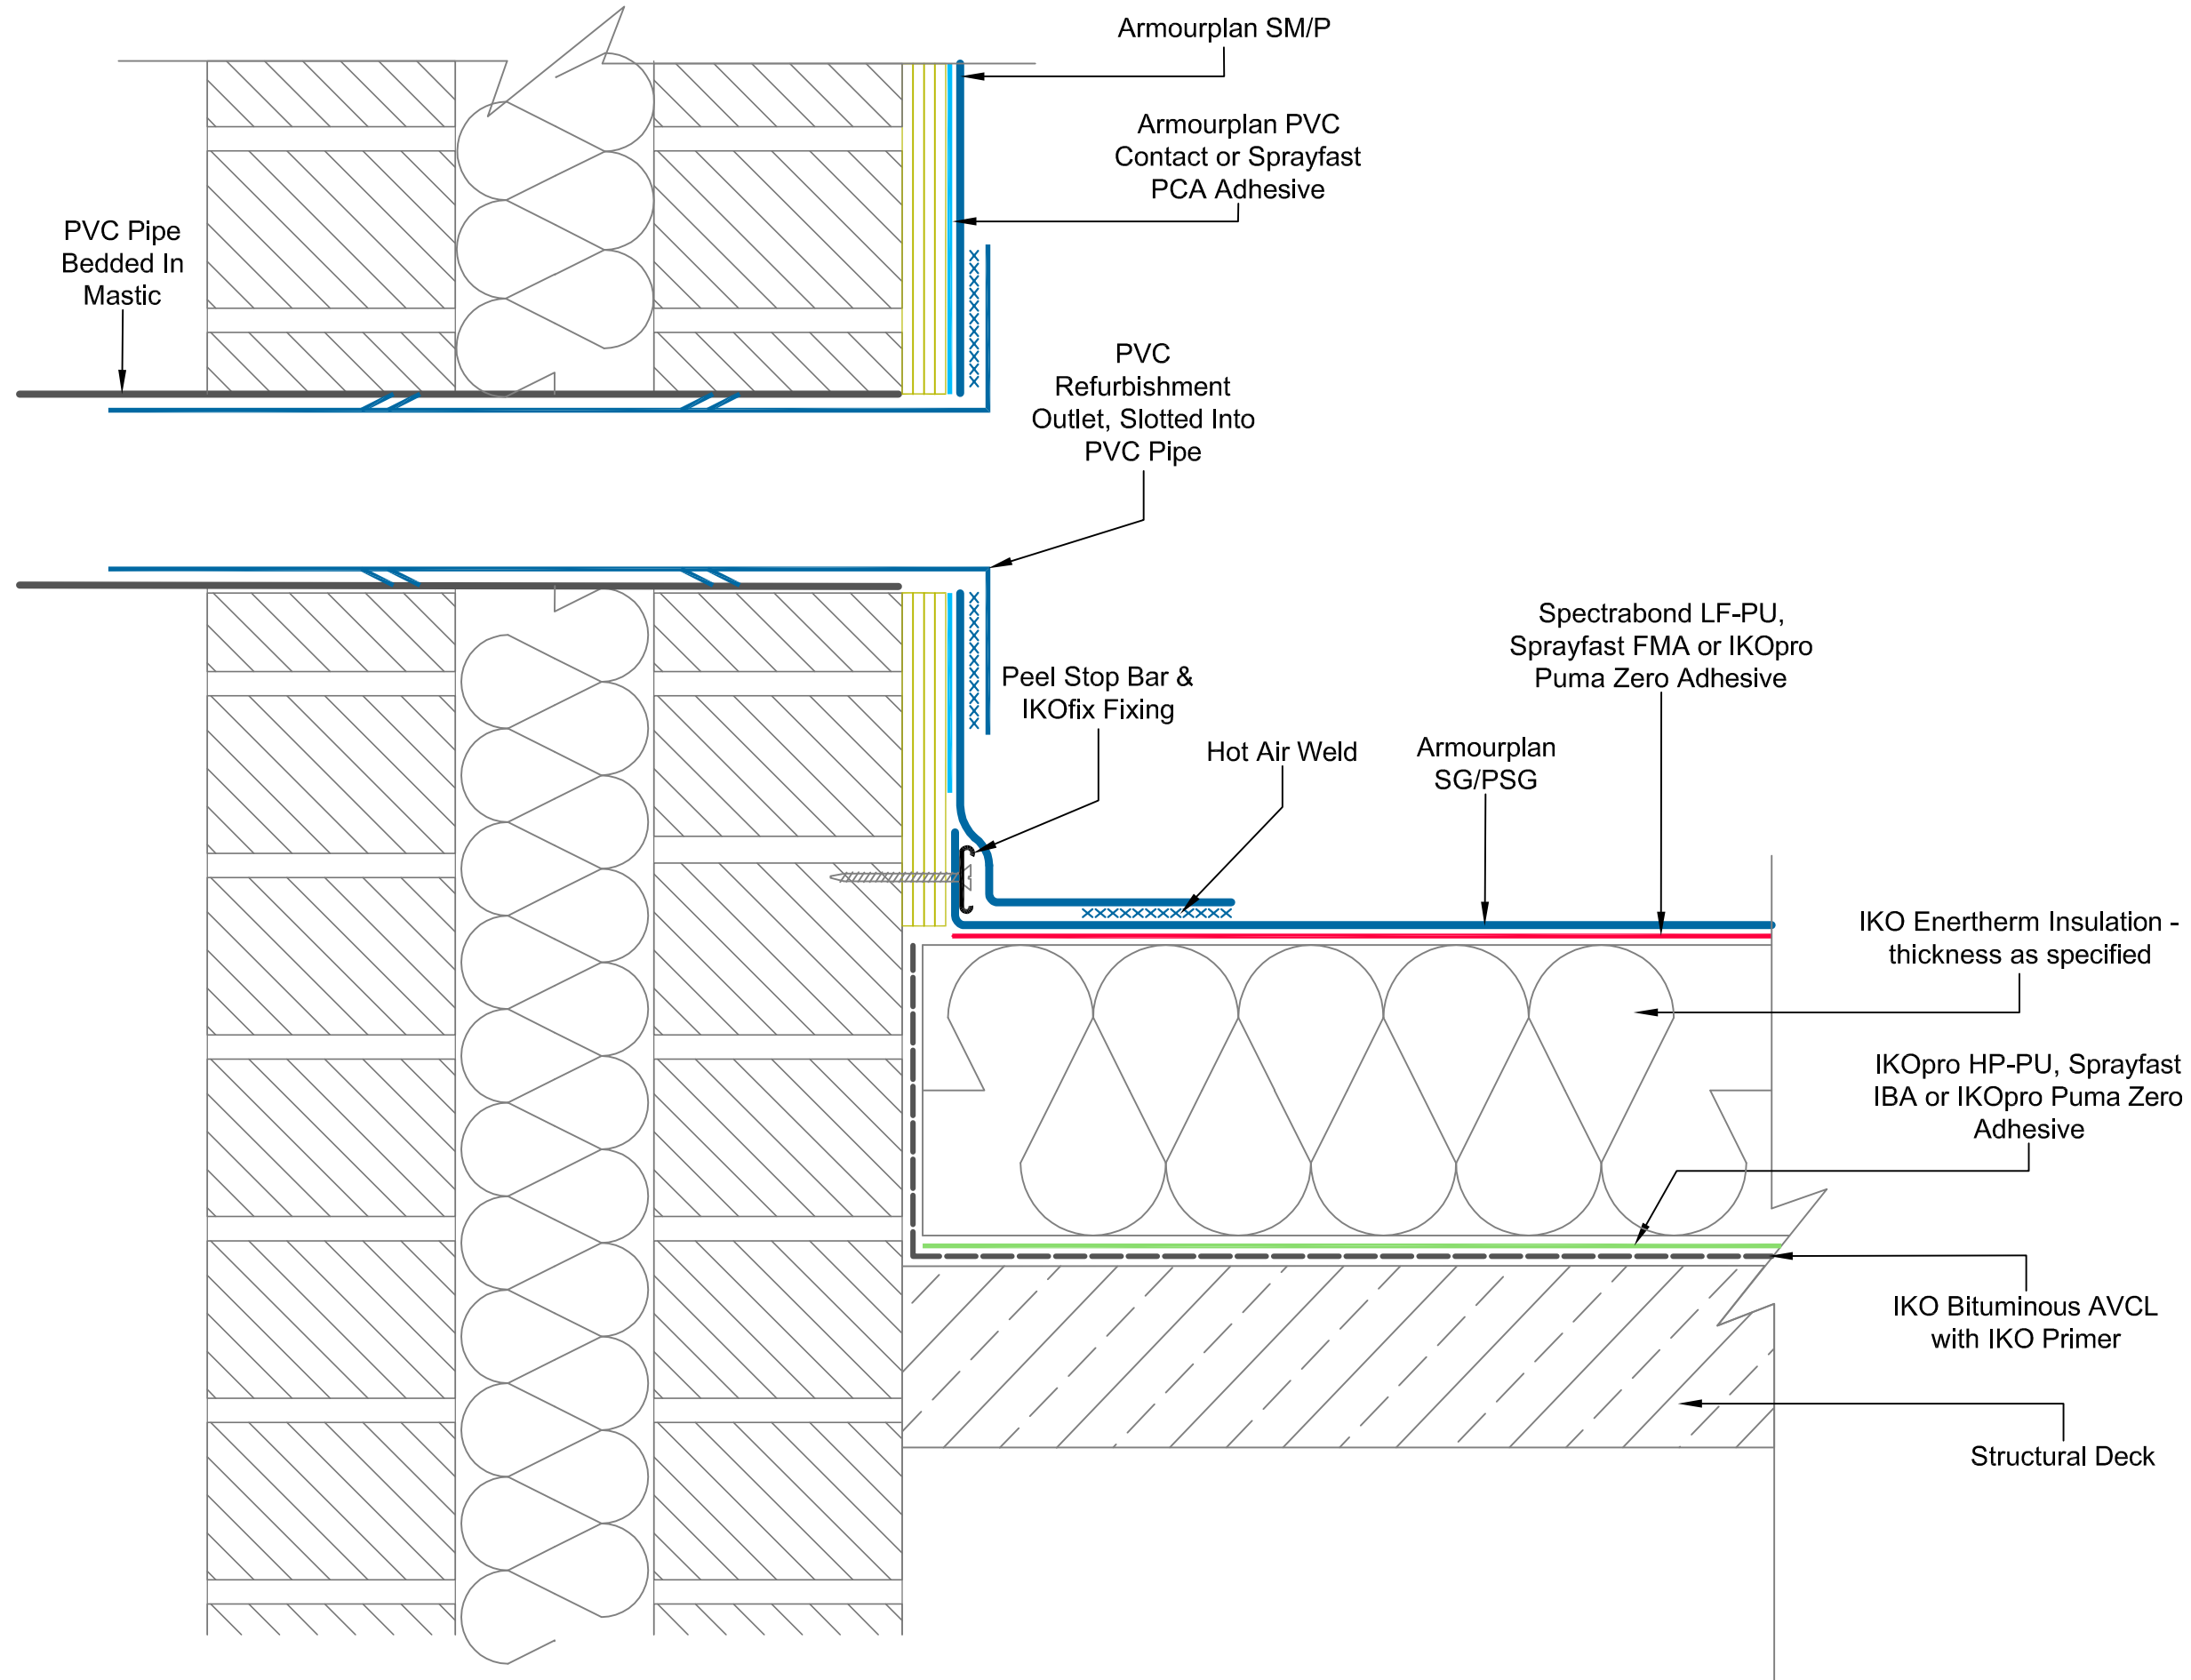 Armourplan SM/P
Armourplan PVC
Contact or Sprayfast
PCA Adhesive
PVC Pipe
Bedded In
Mastic
PVC
Refurbishment
Outlet, Slotted Into
PVC Pipe
Spectrabond LF-PU,
Sprayfast FMA or IKOpro
Puma Zero Adhesive
Peel Stop Bar &
IKOfix Fixing
Hot Air Weld
Armourplan
SG/PSG
IKO Enertherm Insulation -
thickness as specified
IKOpro HP-PU, Sprayfast
IBA or IKOpro Puma Zero
Adhesive
IKO Bituminous AVCL
with IKO Primer
Structural Deck